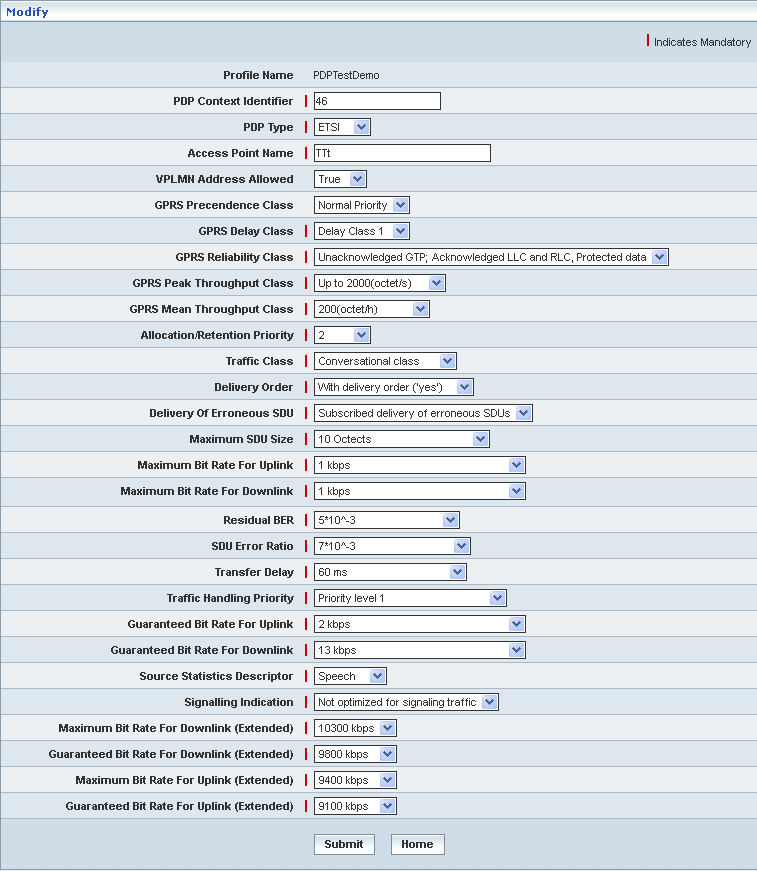 Modify
Indicates Mandatory
Profile Name PDPTestDemo
PDP Context Identifier 46
PDP Type ETSI
Access Point Name TTt
VPLMN Address Allowed True
GPRS Precendence Class Normal Priority
GPRS Delay Class Delay Class 1
GPRS Reliability Class Unacknowledged GTP; Acknowledged LLC and RLC, Protected data
GPRS Peak Throughput Class Up to 2000(octet/s)
GPRS Mean Throughput Class 200(octet/h)
Allocation/Retention Priority 2
Traffic Class Conversational class
Delivery Order With delivery order ('yes')
Delivery Of Erroneous SDU Subscribed delivery of erroneous SDUs
Maximum SDU Size 10 Octects
Maximum Bit Rate For Uplink 1 kbps
Maximum Bit Rate For Downlink 1 kbps
Residual BER 5*10^-3
SDU Error Ratio 7*10^-3
Transfer Delay 60 ms
Traffic Handling Priority Priority level 1
Guaranteed Bit Rate For Uplink 2 kbps
Guaranteed Bit Rate For Downlink 13 kbps
Source Statistics Descriptor Speech
Signalling Indication Not optimized for signaling traffic
Maximum Bit Rate For Downlink (Extended) 10300 kbps
Guaranteed Bit Rate For Downlink (Extended) 9800 kbps
Maximum Bit Rate For Uplink (Extended) 9400 kbps
Guaranteed Bit Rate For Uplink (Extended) 9100 kbps
Submit Home